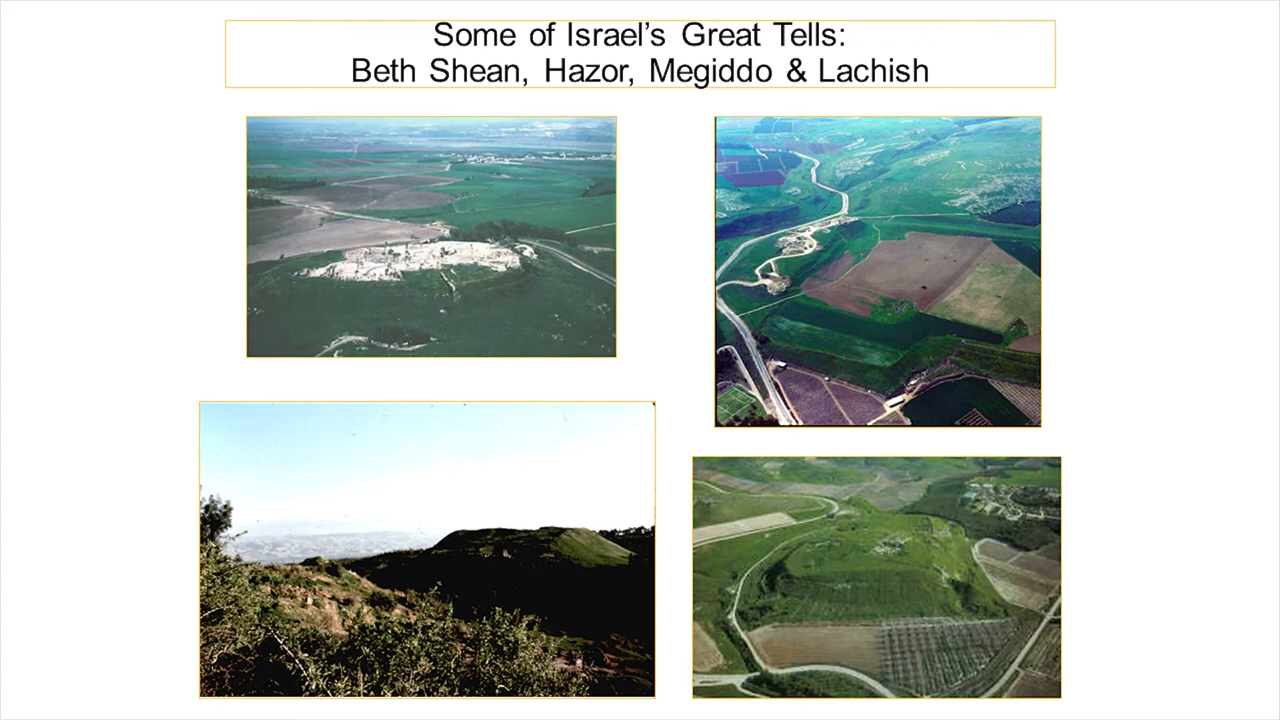 Some of Israel’s Great Tells:
Beth Shean, Hazor, Megiddo & Lachish